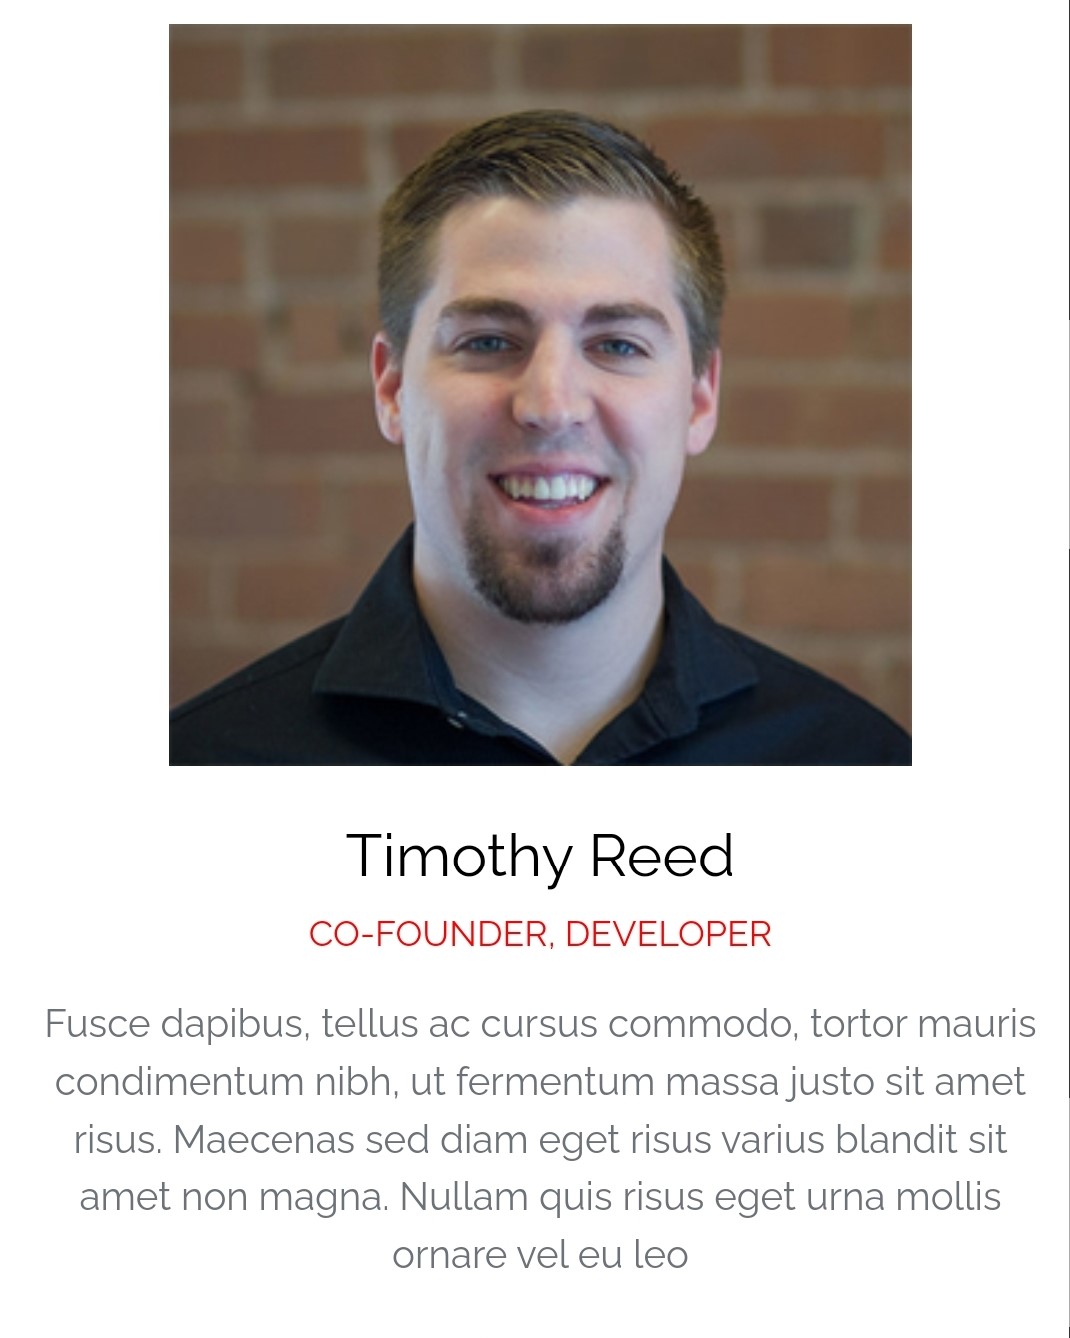 Timothy Reed
CO-FOUNDER, DEVELOPER
Fusce dapibus, tellus ac cursus commodo, tortor mauris
condimentum nibh, ut fermentum massa justo sit amet
risus. Maecenas sed diam eget risus varius blandit sit
amet non magna. Nullam quis risus eget urna mollis
ornare vel eu leo